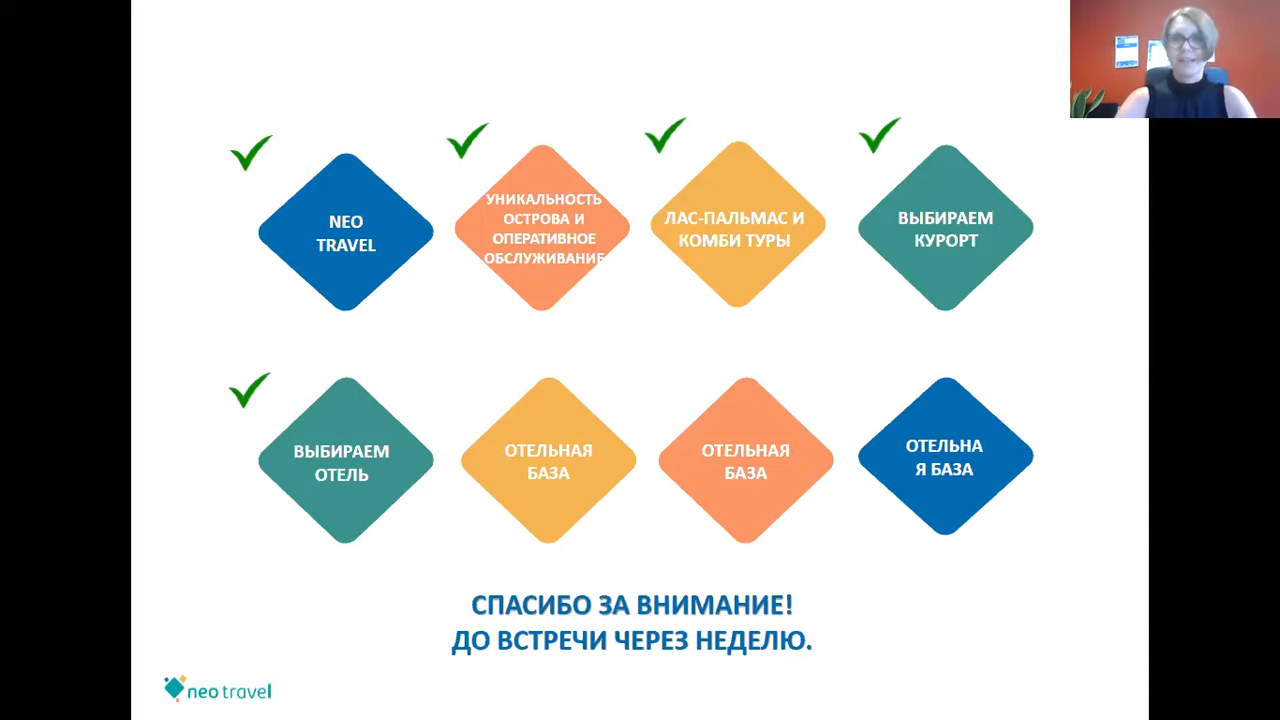 NEO
TRAVEL
УНИКАЛЬНОСТЬ
ОСТРОВА И
ОПЕРАТИВНОЕ
ОБСЛУЖИВАНИЕ
ЛАС-ПАЛЬМАС И
КОМБИ ТУРЫ
ВЫБИРАЕМ
КУРОРТ
ВЫБИРАЕМ
ОТЕЛЬ
ОТЕЛЬНАЯ
БАЗА
ОТЕЛЬНАЯ
БАЗА
ОТЕЛЬНА
Я БАЗА
СПАСИБО ЗА ВНИМАНИЕ!
ДО ВСТРЕЧИ ЧЕРЕЗ НЕДЕЛЮ.
neo travel